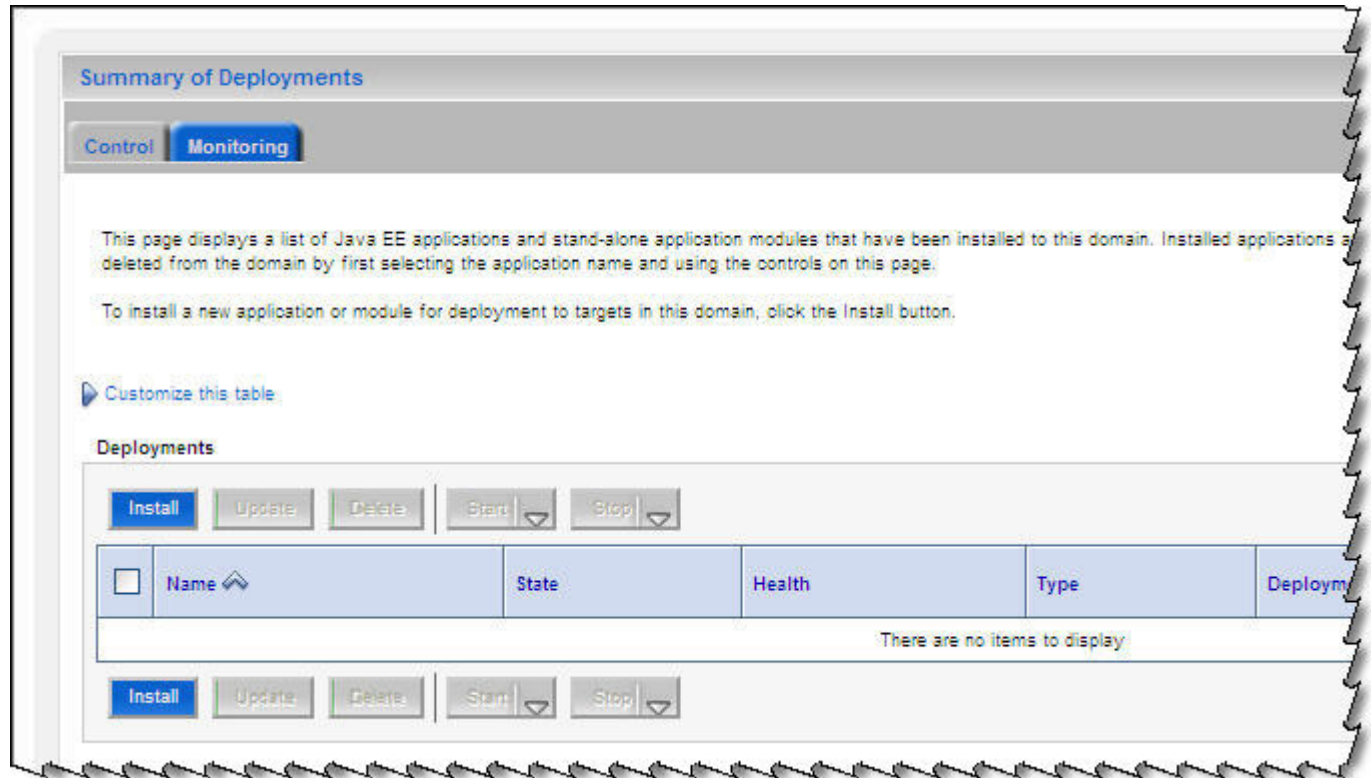 Summary of Deployments
Control Monitoring
This page displays a list of Java EE applications and stand-alone application modules that have been installed to this domain. Installed applications
deleted from the domain by first selecting the application name and using the controls on this page.
To install a new application or module for deployment to targets in this domain, click the Install button.
Customize this table
Deployments
Install Update Delete Start Stop
Name State Health Type Deploym
There are no items to display
Install Update Delete Start Stop